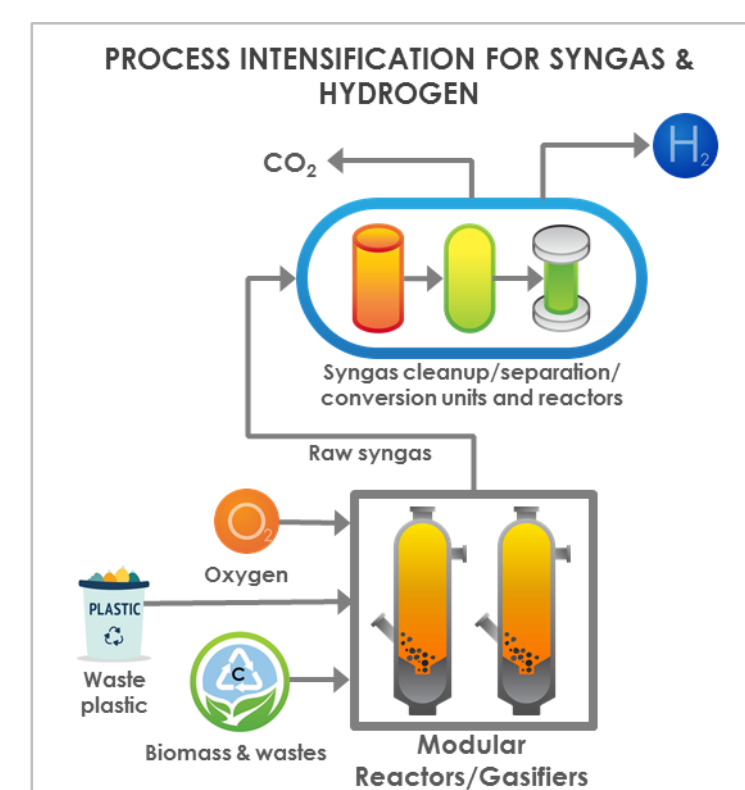 PROCESS INTENSIFICATION FOR SYNGAS &
HYDROGEN
CO₂
H₂
Syngas cleanup/separation/
conversion units and reactors
Raw syngas
O₂
Oxygen
PLASTIC
Waste
plastic
C
Biomass & wastes
Modular
Reactors/Gasifiers